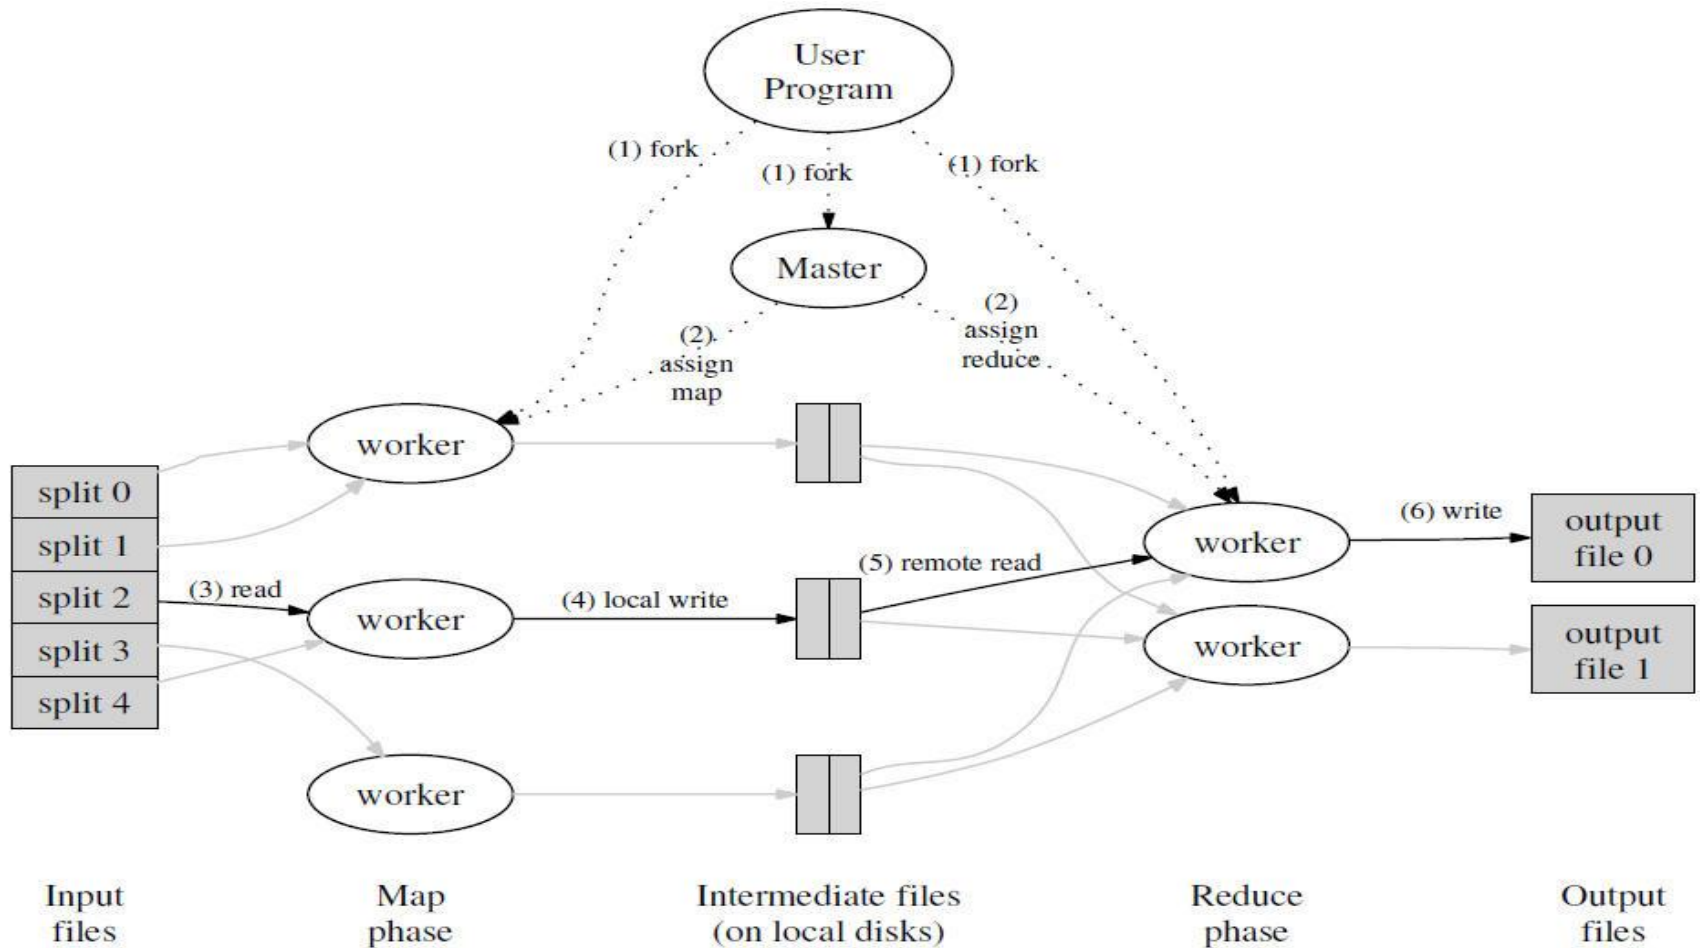 User
Program
(1) fork
(1) fork
(1) fork
Master
(2)
assign
map
(2)
assign
reduce
worker
split 0
split 1
split 2
split 3
split 4
(3) read
worker
(4) local write
worker
(5) remote read
worker
worker
(6) write
output
file 0
output
file 1
Input
files
Map
phase
Intermediate files
(on local disks)
Reduce
phase
Output
files